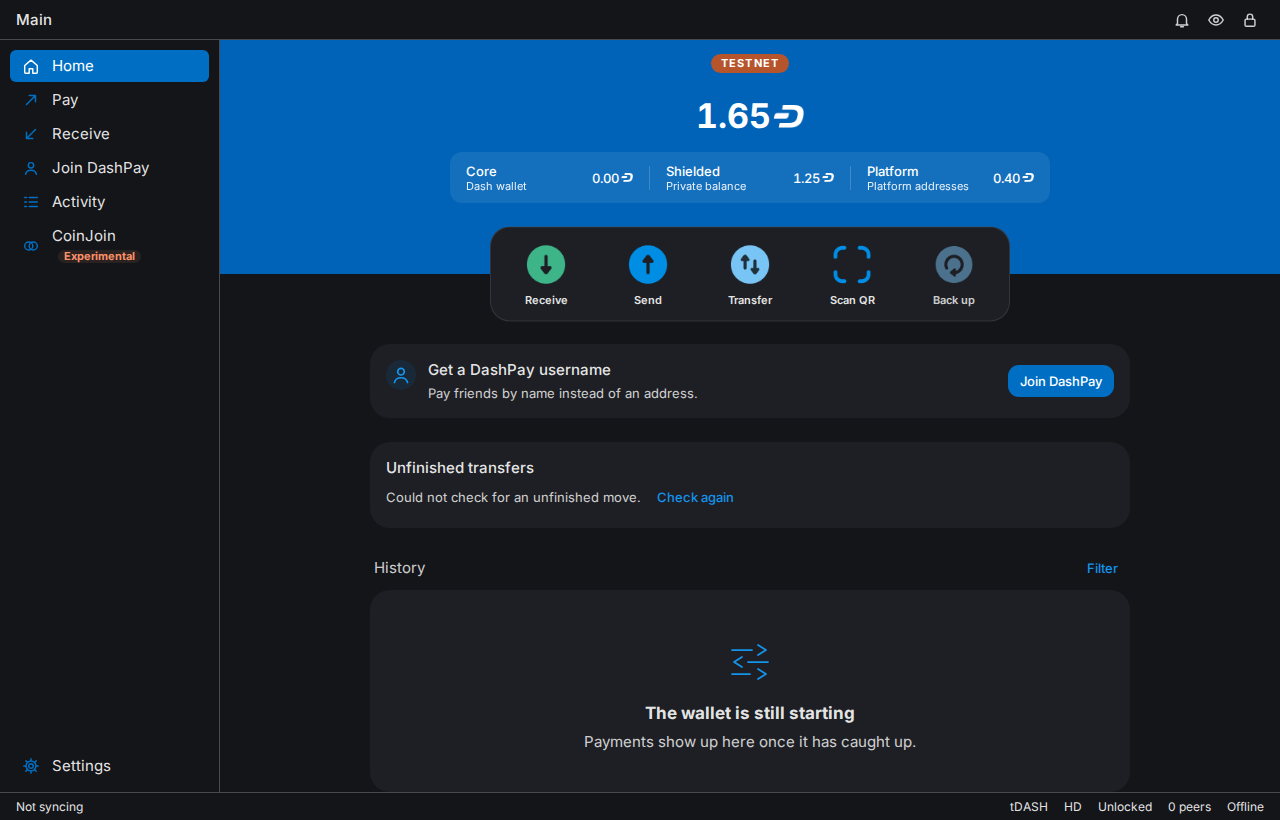 Main
Home
Pay
Receive
Join DashPay
Activity
CoinJoin
Experimental
Settings
TESTNET
1.65
Core
Dash wallet
0.00
Shielded
Private balance
1.25
Platform
Platform addresses
0.40
Receive
Send
Transfer
Scan QR
Back up
Get a DashPay username
Pay friends by name instead of an address.
Join DashPay
Unfinished transfers
Could not check for an unfinished move. Check again
History
Filter
The wallet is still starting
Payments show up here once it has caught up.
Not syncing
tDASH HD Unlocked 0 peers Offline